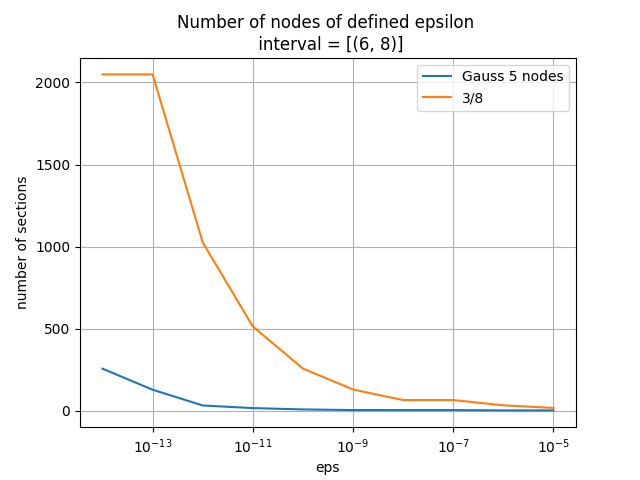 Number of nodes of defined epsilon
interval = [(6, 8)]
Gauss 5 nodes
3/8
number of sections
2000
1500
1000
500
0
10⁻¹³ 10⁻¹¹ 10⁻⁹ 10⁻⁷ 10⁻⁵
eps